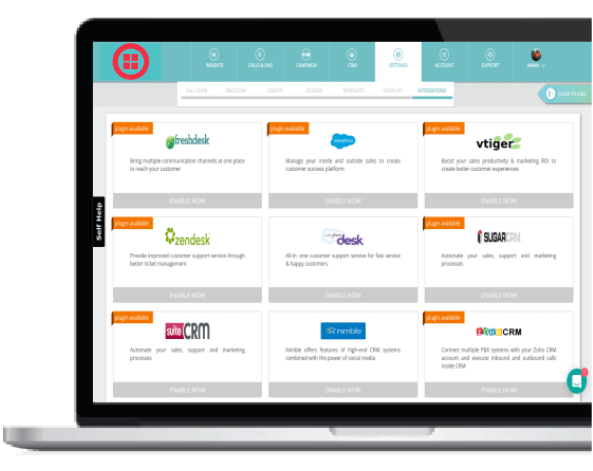 INSIGHTS CALLS & SMS CAMPAIGN CRM SETTINGS ACCOUNT SUPPORT
CALL FLOW AGENTS SOUNDS TEMPLATES INTEGRATIONS
CLICK TO CALL
plugin available
freshdesk
Bring multiple communication channels at one place
to reach your customer
ENABLE NOW
plugin available
salesforce
Manage your inside and outside sales to create
customer success platform
ENABLE NOW
plugin available
vtiger
Boost your sales productivity & marketing ROI to
create better customer experiences
ENABLE NOW
Self Help
plugin available
zendesk
Provide improved customer support service through
better ticket management
ENABLE NOW
desk
All in- one customer support service for fast service
& happy customers
ENABLE NOW
plugin available
SUGARCRM
Automate your sales, support and marketing
processes
ENABLE NOW
plugin available
suiteCRM
Automate your sales, support and marketing
processes
ENABLE NOW
nimble
Nimble offers features of high-end CRM systems
combined with the power of social media
ENABLE NOW
plugin available
ZOHO CRM
Connect multiple PBX systems with your Zoho CRM
account and execute inbound and outbound calls
inside CRM
ENABLE NOW